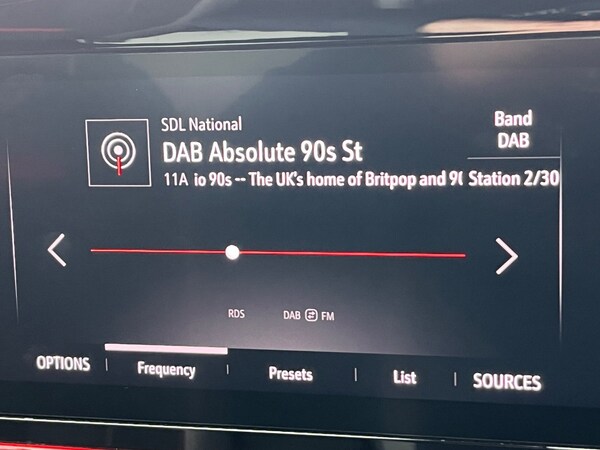 SDL National
Band
DAB
DAB Absolute 90s St
11A io 90s -- The UK's home of Britpop and 9(
Station 2/30
RDS
DAB FM
OPTIONS
Frequency
Presets
List
SOURCES